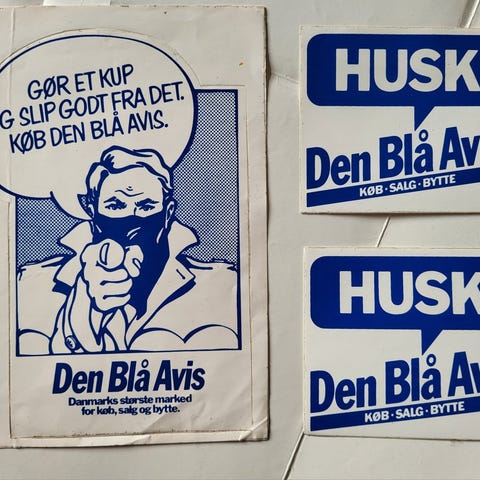 GØR ET KUP
G SLIP GODT FRA DET.
KØB DEN BLÅ AVIS.
Den Blå Avis
Danmarks største marked
for køb, salg og bytte.
HUSK
Den Blå Av
KØB · SALG · BYTTE
HUSK
Den Blå Av
KØB · SALG · BYTTE